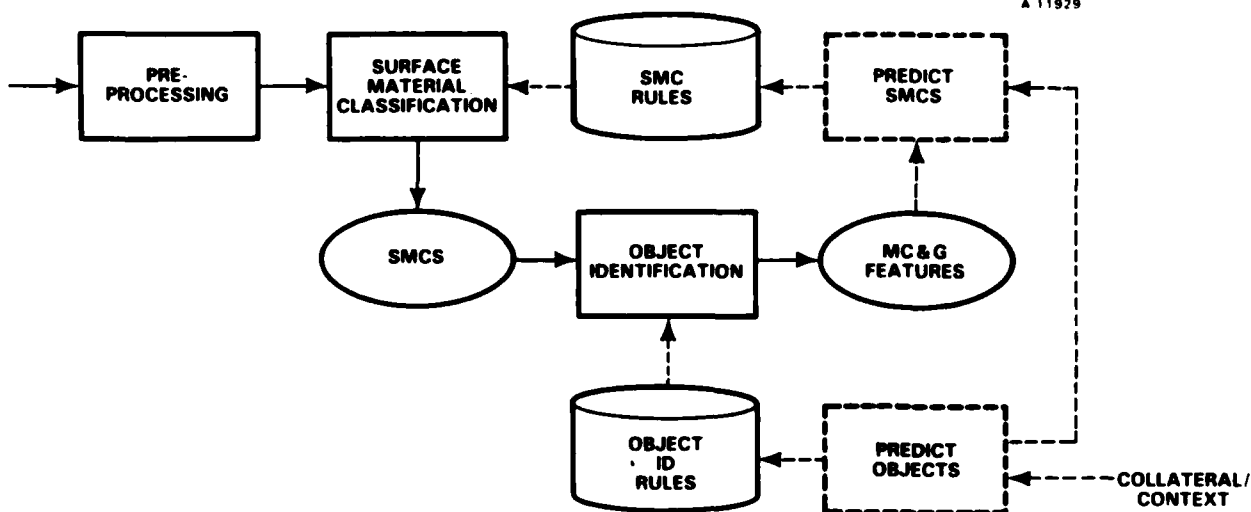 A 11929
PRE-
PROCESSING
SURFACE
MATERIAL
CLASSIFICATION
SMC
RULES
PREDICT
SMCS
SMCS
OBJECT
IDENTIFICATION
MC&G
FEATURES
OBJECT
ID
RULES
PREDICT
OBJECTS
COLLATERAL/
CONTEXT